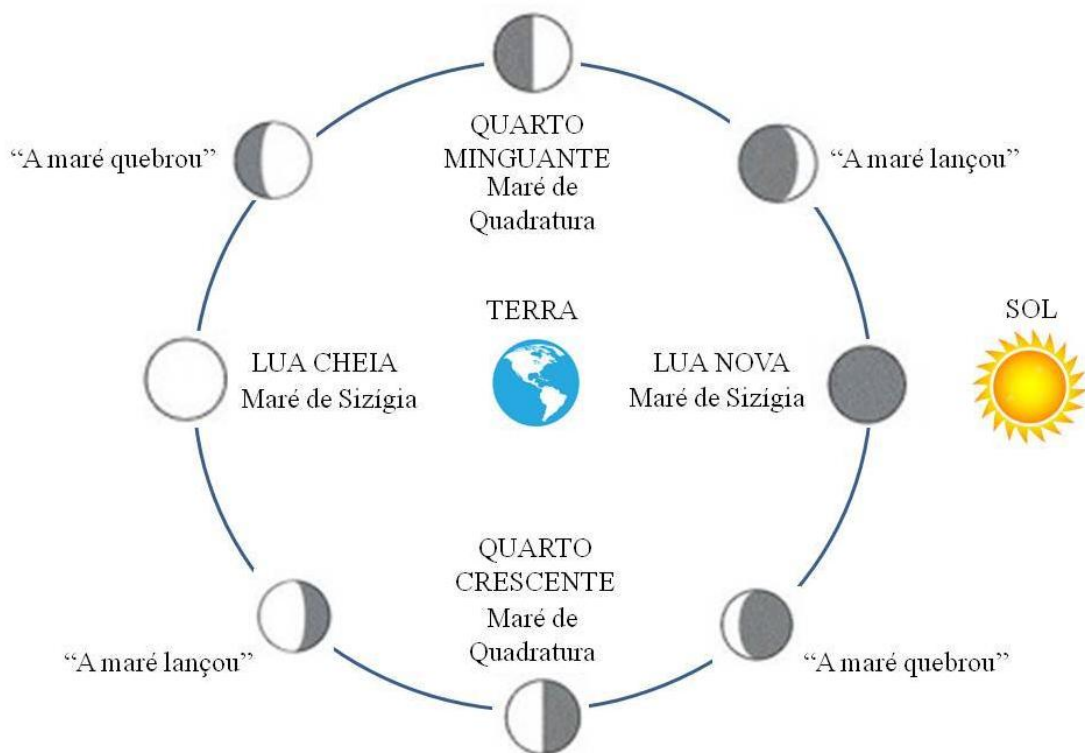 QUARTO
MINGUANTE
Maré de
Quadratura
“A maré quebrou”
“A maré lançou”
TERRA
SOL
LUA CHEIA
Maré de Sizígia
LUA NOVA
Maré de Sizígia
QUARTO
CRESCENTE
Maré de
Quadratura
“A maré lançou”
“A maré quebrou”